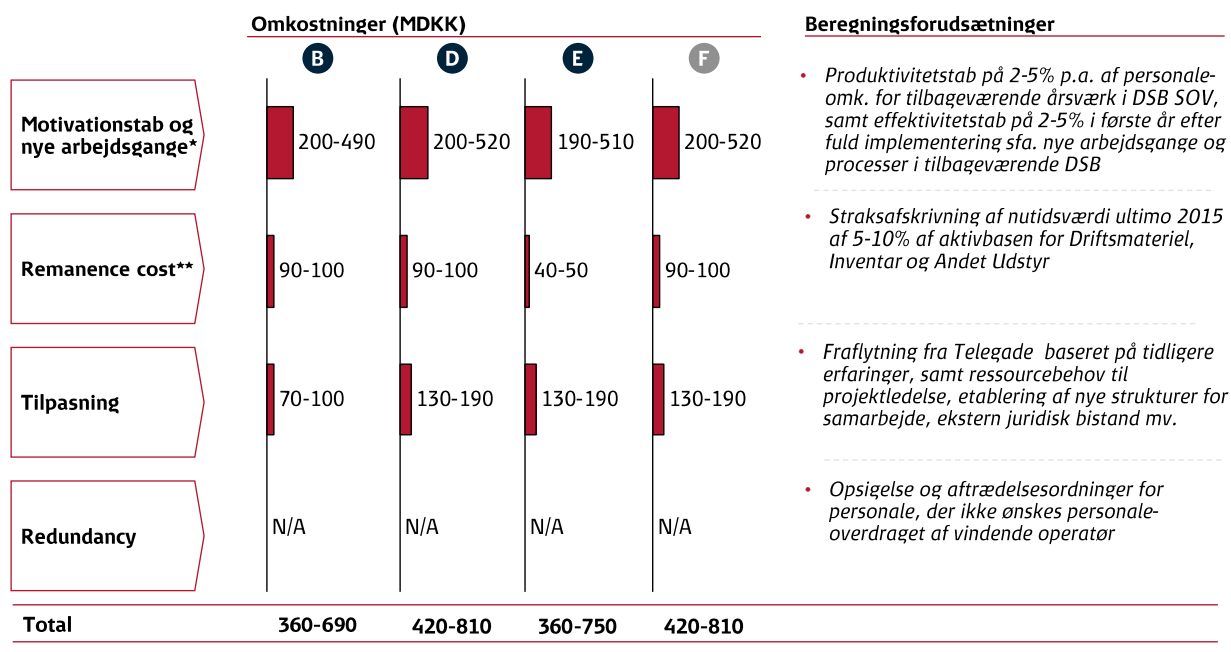 Omkostninger (MDKK)
Beregningsforudsætninger
B
D
E
F
Motivationstab og
nye arbejdsgange*
200-490
200-520
190-510
200-520
• Produktivitetstab på 2-5% p.a. af personale-
omk. for tilbageværende årsværk i DSB SOV,
samt effektivitetstab på 2-5% i første år efter
fuld implementering sfa. nye arbejdsgange og
processer i tilbageværende DSB
Remanence cost**
90-100
90-100
40-50
90-100
• Straksafskrivning af nutidsværdi ultimo 2015
af 5-10% af aktivbasen for Driftsmateriel,
Inventar og Andet Udstyr
Tilpasning
70-100
130-190
130-190
130-190
• Fraflytning fra Telegade baseret på tidligere
erfaringer, samt ressourcebehov til
projektledelse, etablering af nye strukturer for
samarbejde, ekstern juridisk bistand mv.
Redundancy
N/A
N/A
N/A
N/A
• Opsigelse og aftrædelsesordninger for
personale, der ikke ønskes personale-
overdraget af vindende operatør
Total
360-690
420-810
360-750
420-810